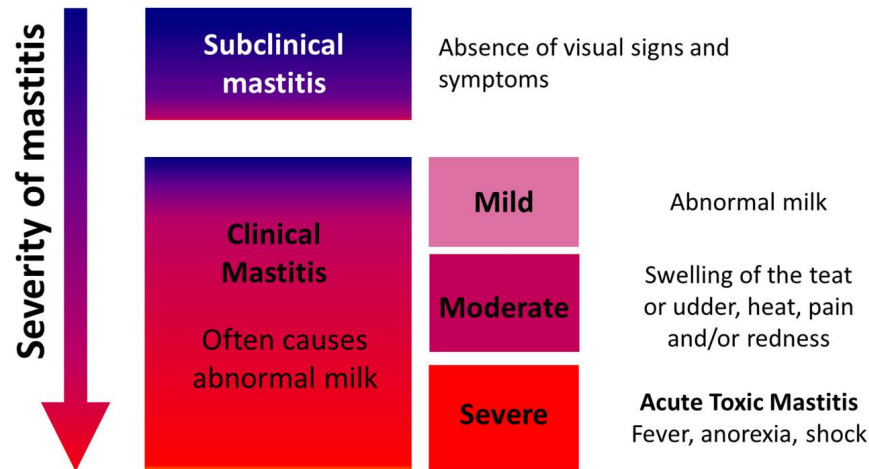 Severity of mastitis
Subclinical
mastitis
Absence of visual signs and
symptoms
Clinical
Mastitis
Often causes
abnormal milk
Mild
Abnormal milk
Moderate
Swelling of the teat
or udder, heat, pain
and/or redness
Severe
Acute Toxic Mastitis
Fever, anorexia, shock